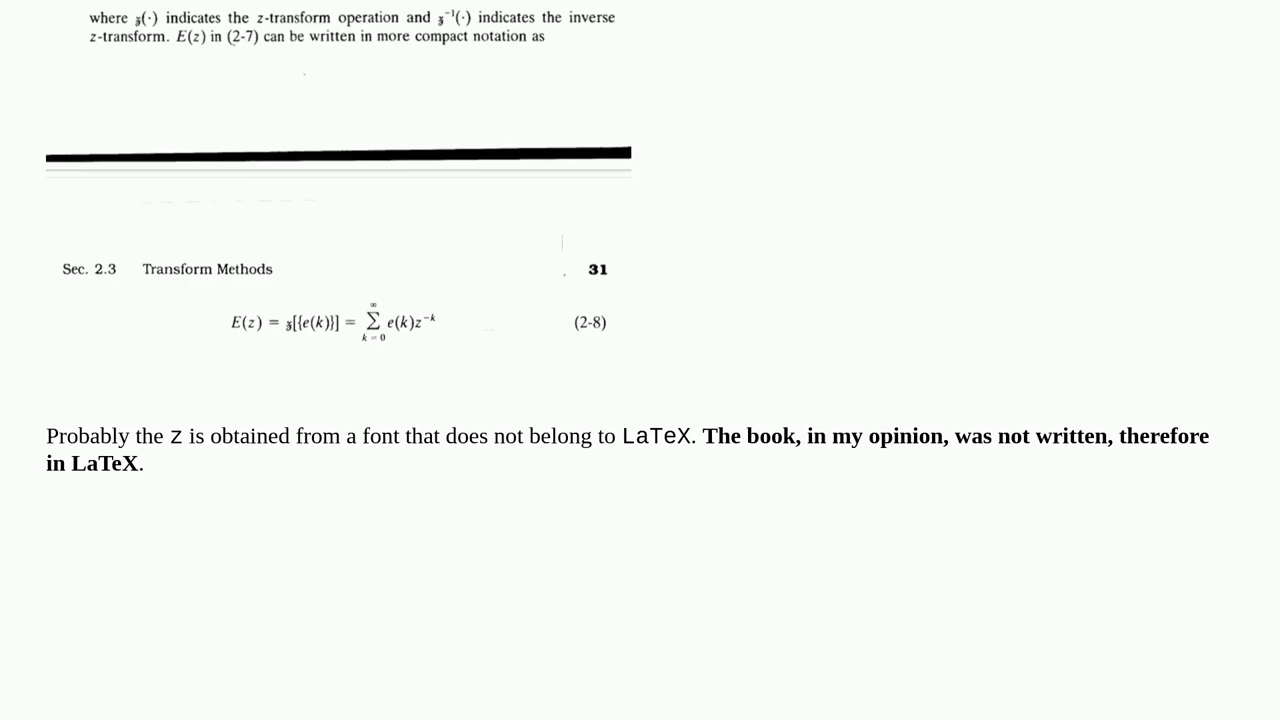 where 𝔷(·) indicates the z-transform operation and 𝔷⁻¹(·) indicates the inverse
z-transform. E(z) in (2-7) can be written in more compact notation as
Sec. 2.3 Transform Methods 31
E(z) = 𝔷[{e(k)}] = ∑_{k=0}^{∞} e(k)z⁻ᵏ (2-8)
Probably the z is obtained from a font that does not belong to LaTeX. The book, in my opinion, was not written, therefore
in LaTeX.